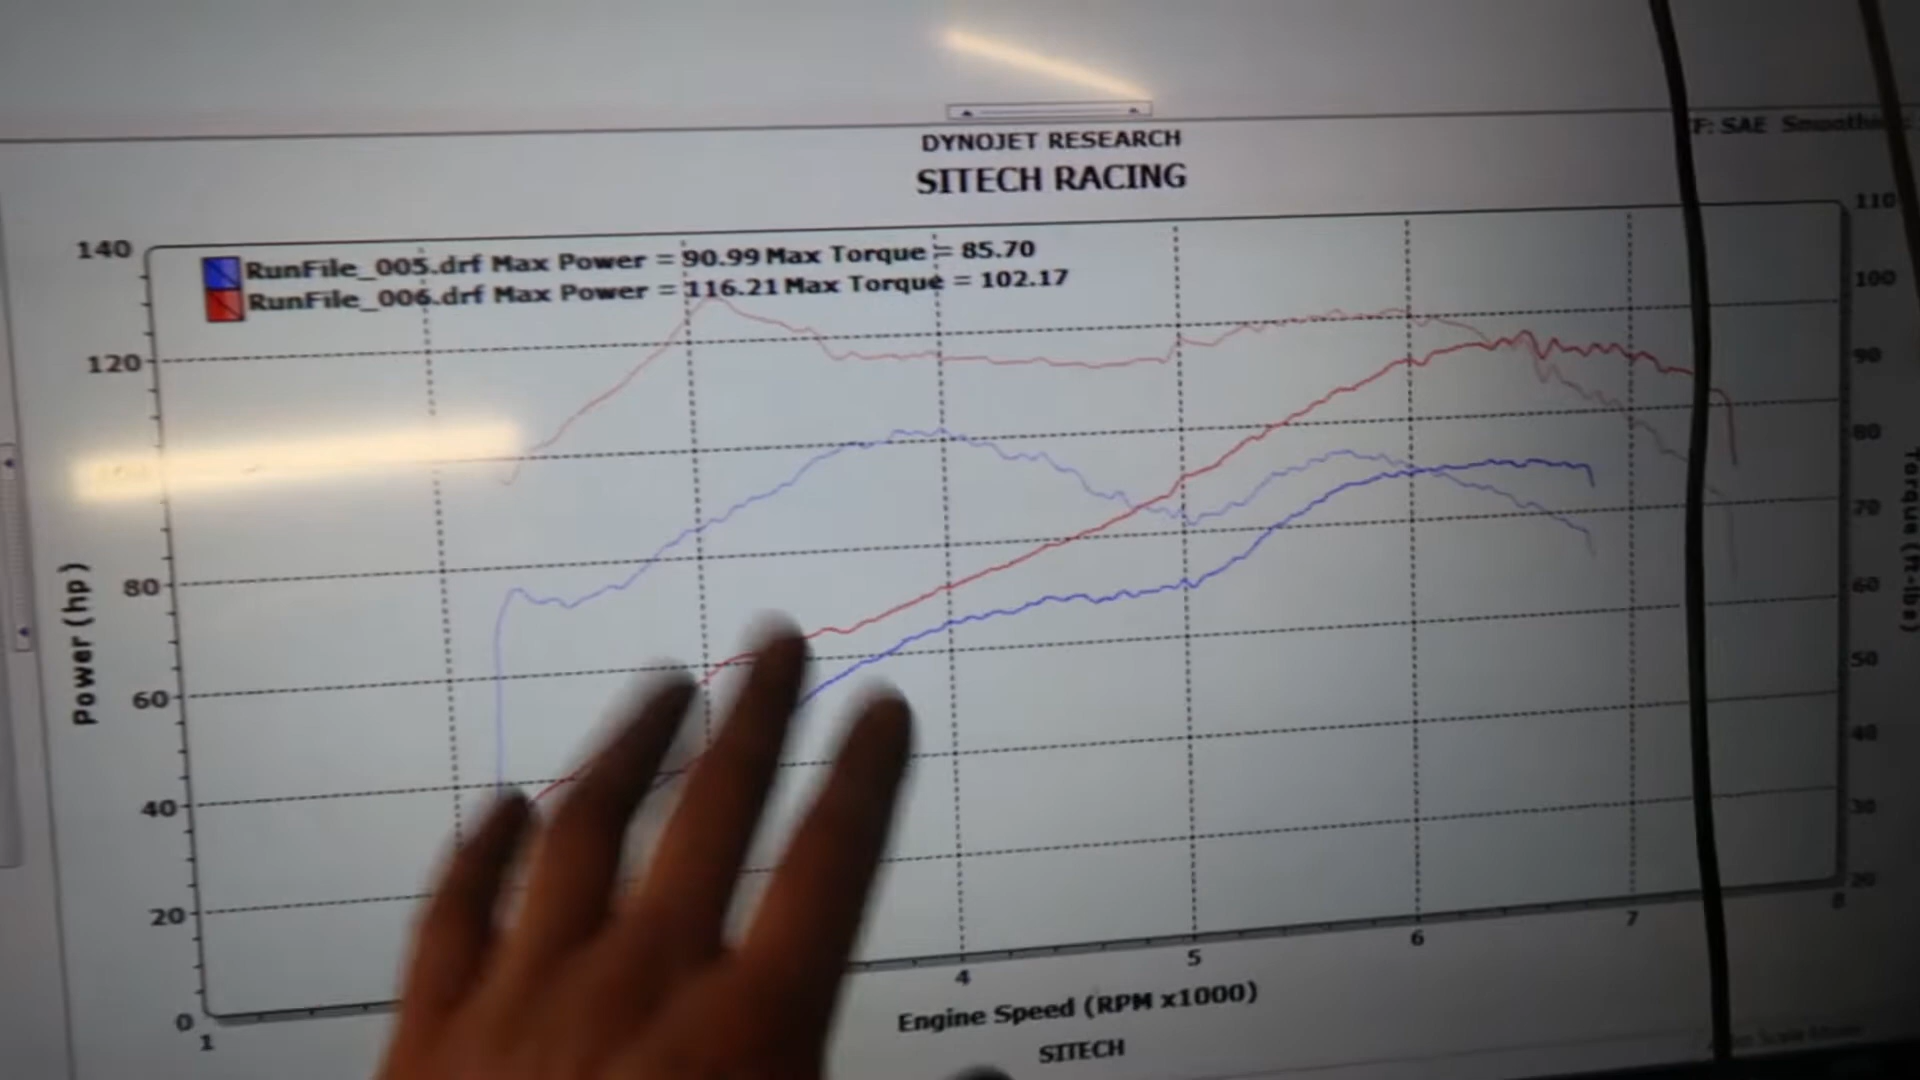 F: SAE Smoothi
DYNOJET RESEARCH
SITECH RACING
RunFile_005.drf Max Power = 90.99 Max Torque = 85.70
RunFile_006.drf Max Power = 116.21 Max Torque = 102.17
140
120
80
60
40
20
0
Power (hp)
110
100
90
80
70
60
50
40
30
20
Torque (ft-lbs)
1
4
5
6
7
8
Engine Speed (RPM x1000)
SITECH